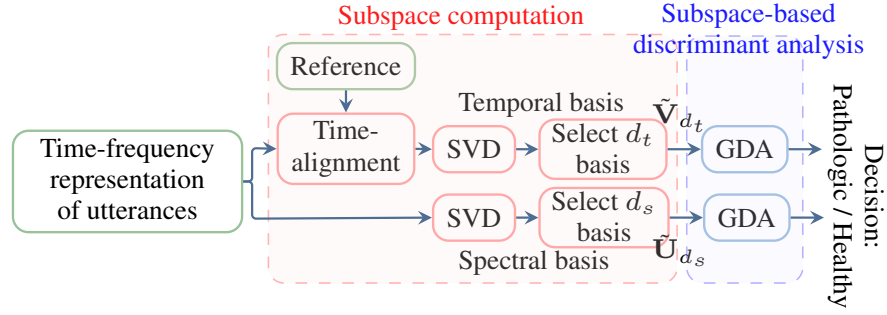 Subspace computation
Subspace-based
discriminant analysis
Reference
Temporal basis
Ṽ_{d_t}
Time-frequency
representation
of utterances
Time-
alignment
SVD
Select d_t
basis
GDA
SVD
Select d_s
basis
GDA
Spectral basis
Ũ_{d_s}
Decision:
Pathologic / Healthy